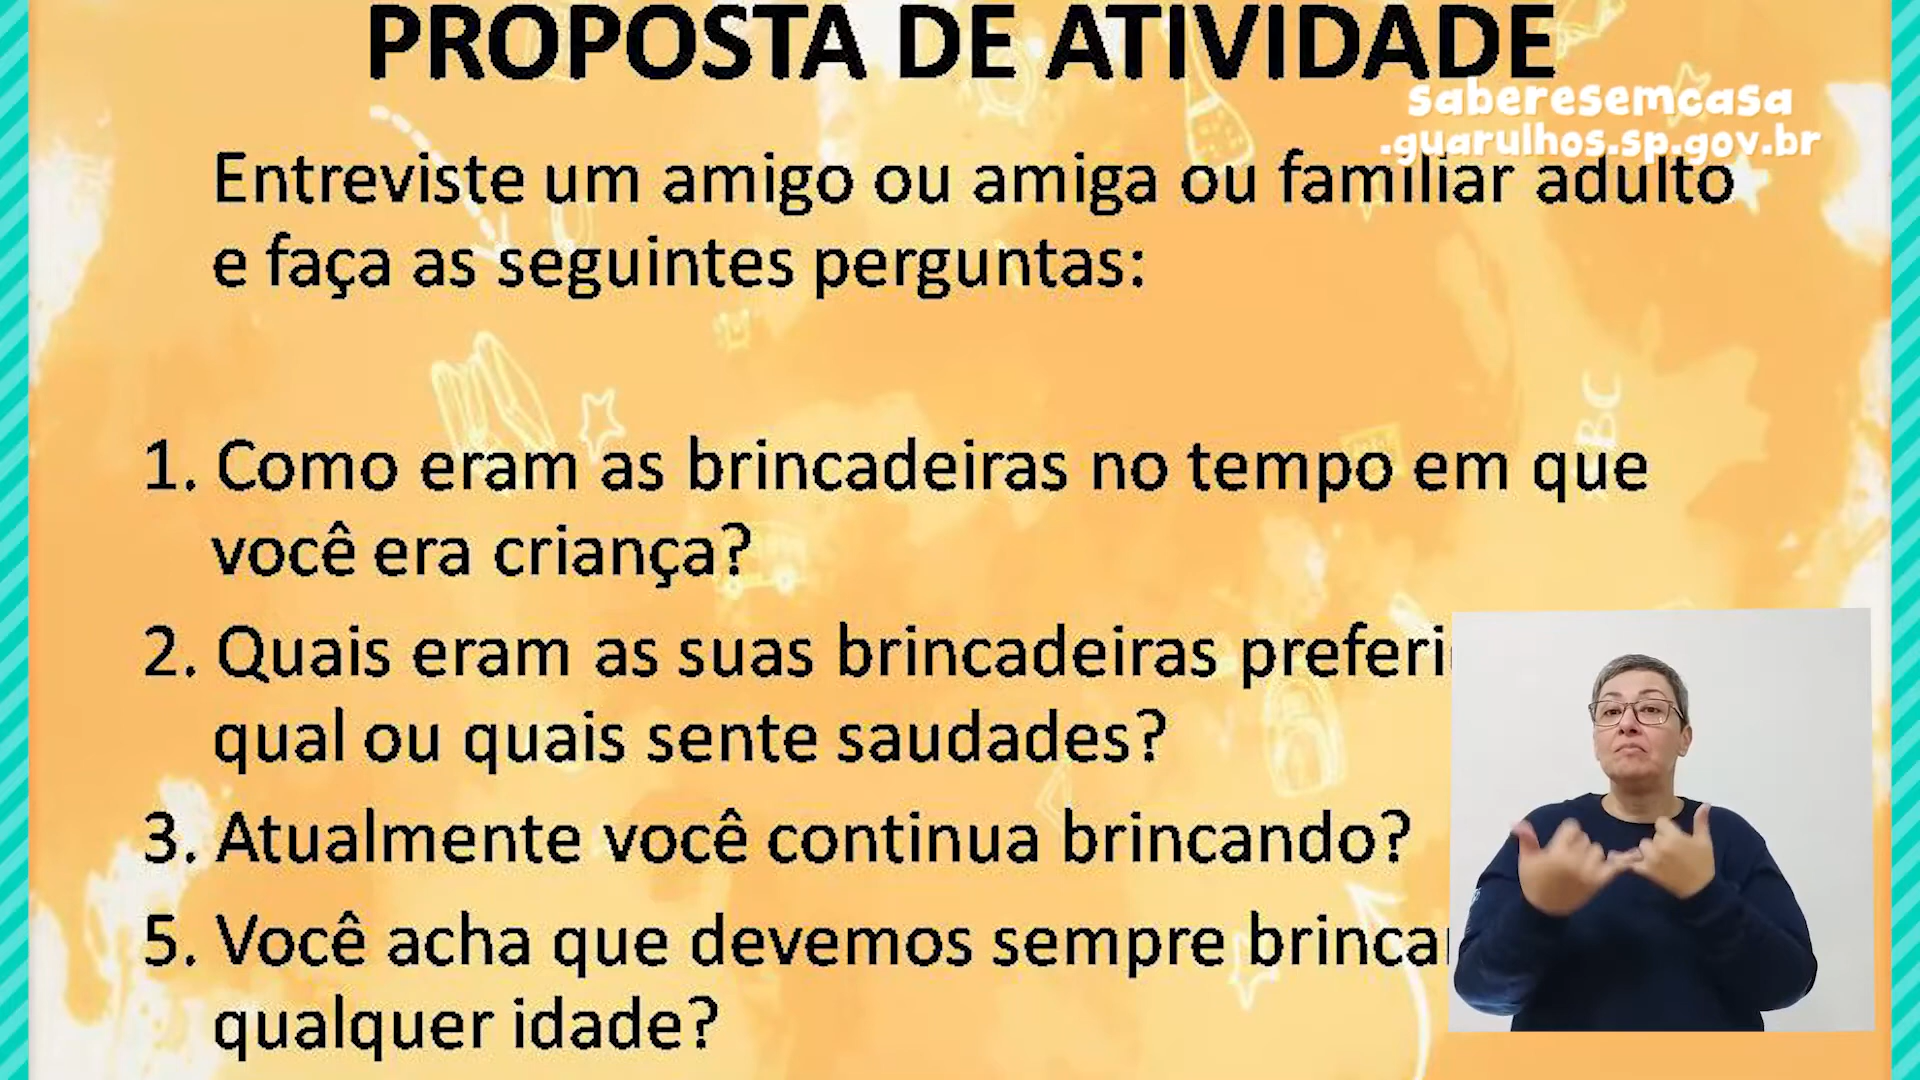 PROPOSTA DE ATIVIDADE
saberesemcasa
.guarulhos.sp.gov.br
Entreviste um amigo ou amiga ou familiar adulto
e faça as seguintes perguntas:
1. Como eram as brincadeiras no tempo em que
você era criança?
2. Quais eram as suas brincadeiras
qual ou quais sente saudades?
3. Atualmente você continua brincando?
5. Você acha que devemos sempre
qualquer idade?
ABC